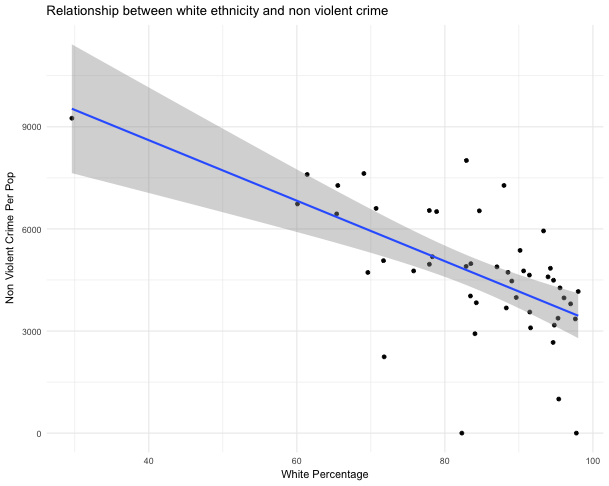 Relationship between white ethnicity and non violent crime
Non Violent Crime Per Pop
9000
6000
3000
0
40
60
80
100
White Percentage